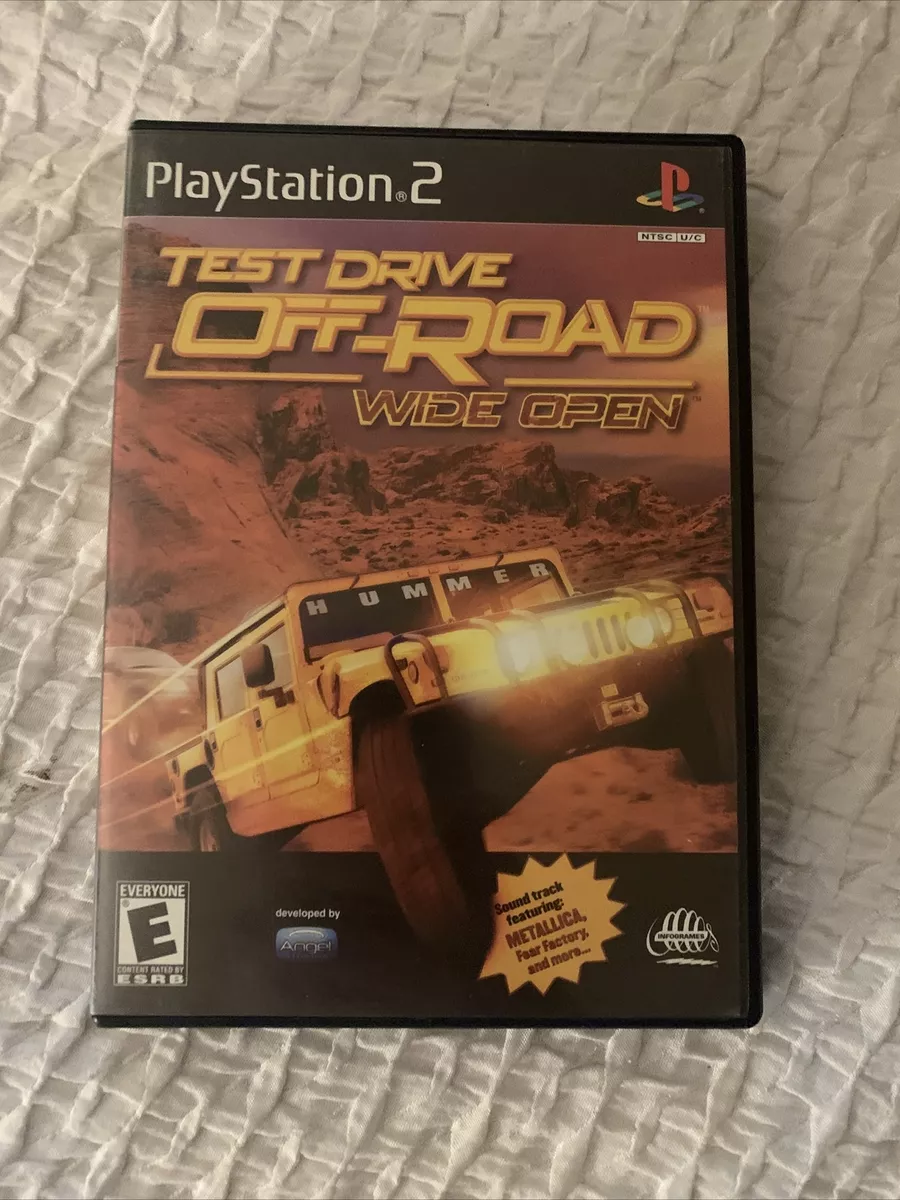 PlayStation®2
NTSC U/C
TEST DRIVE
OFF-ROAD™
WIDE OPEN™
HUMMER
EVERYONE
E
CONTENT RATED BY
ESRB
developed by
Angel
Sound track
featuring:
METALLICA,
Fear Factory,
and more...
INFOGRAMES